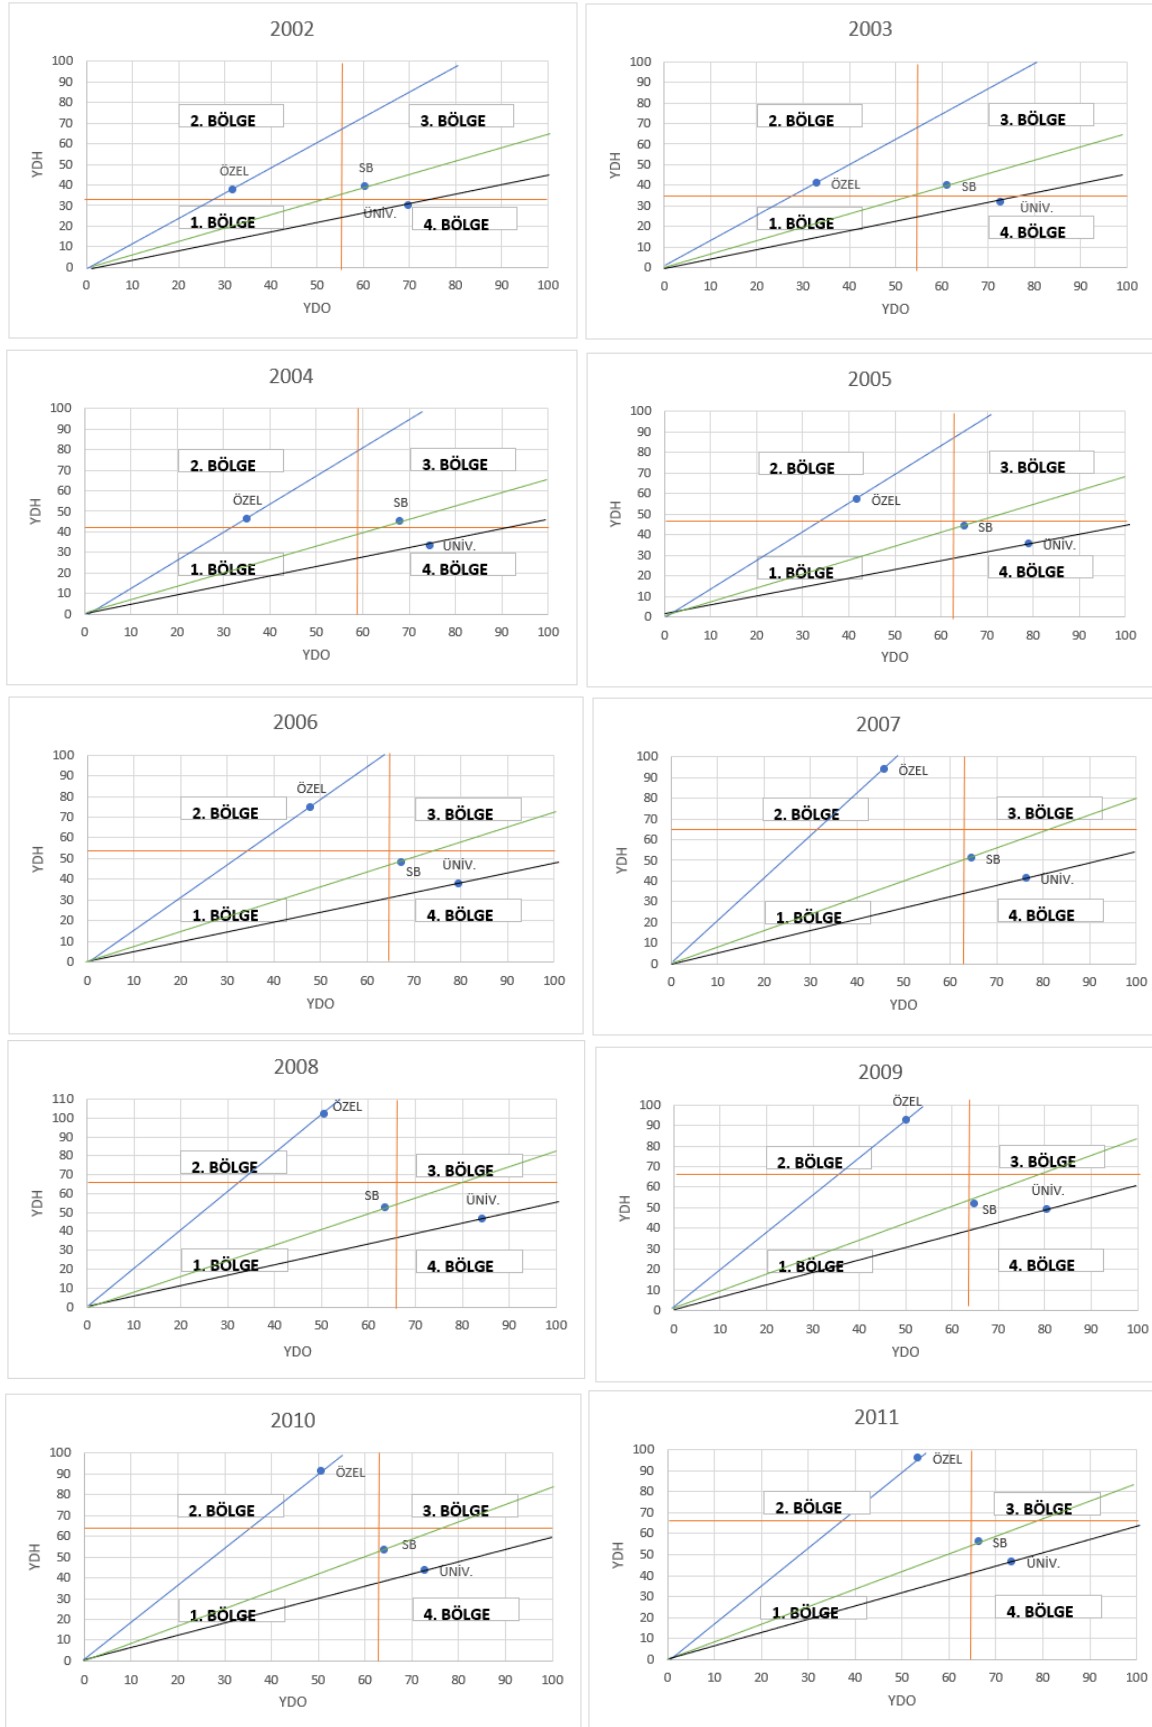 2002
100
90
80
70
60
50
40
30
20
10
0
YDH
2. BÖLGE
3. BÖLGE
ÖZEL
SB
1. BÖLGE
ÜNİV.
4. BÖLGE
0 10 20 30 40 50 60 70 80 90 100
YDO
2003
100
90
80
70
60
50
40
30
20
10
0
YDH
2. BÖLGE
3. BÖLGE
ÖZEL
SB
1. BÖLGE
ÜNİV.
4. BÖLGE
0 10 20 30 40 50 60 70 80 90 100
YDO
2004
100
90
80
70
60
50
40
30
20
10
0
YDH
2. BÖLGE
3. BÖLGE
ÖZEL
SB
1. BÖLGE
ÜNİV.
4. BÖLGE
0 10 20 30 40 50 60 70 80 90 100
YDO
2005
100
90
80
70
60
50
40
30
20
10
0
YDH
2. BÖLGE
3. BÖLGE
ÖZEL
SB
1. BÖLGE
ÜNİV.
4. BÖLGE
0 10 20 30 40 50 60 70 80 90 100
YDO
2006
100
90
80
70
60
50
40
30
20
10
0
YDH
ÖZEL
2. BÖLGE
3. BÖLGE
SB
ÜNİV.
1. BÖLGE
4. BÖLGE
0 10 20 30 40 50 60 70 80 90 100
YDO
2007
100
90
80
70
60
50
40
30
20
10
0
YDH
ÖZEL
2. BÖLGE
3. BÖLGE
SB
ÜNİV.
1. BÖLGE
4. BÖLGE
0 10 20 30 40 50 60 70 80 90 100
YDO
2008
110
100
90
80
70
60
50
40
30
20
10
0
YDH
ÖZEL
2. BÖLGE
3. BÖLGE
SB
ÜNİV.
1. BÖLGE
4. BÖLGE
0 10 20 30 40 50 60 70 80 90 100
YDO
2009
100
90
80
70
60
50
40
30
20
10
0
YDH
ÖZEL
2. BÖLGE
3. BÖLGE
SB
ÜNİV.
1. BÖLGE
4. BÖLGE
0 10 20 30 40 50 60 70 80 90 100
YDO
2010
100
90
80
70
60
50
40
30
20
10
0
YDH
ÖZEL
2. BÖLGE
3. BÖLGE
SB
ÜNİV.
1. BÖLGE
4. BÖLGE
0 10 20 30 40 50 60 70 80 90 100
YDO
2011
100
90
80
70
60
50
40
30
20
10
0
YDH
ÖZEL
2. BÖLGE
3. BÖLGE
SB
ÜNİV.
1. BÖLGE
4. BÖLGE
0 10 20 30 40 50 60 70 80 90 100
YDO